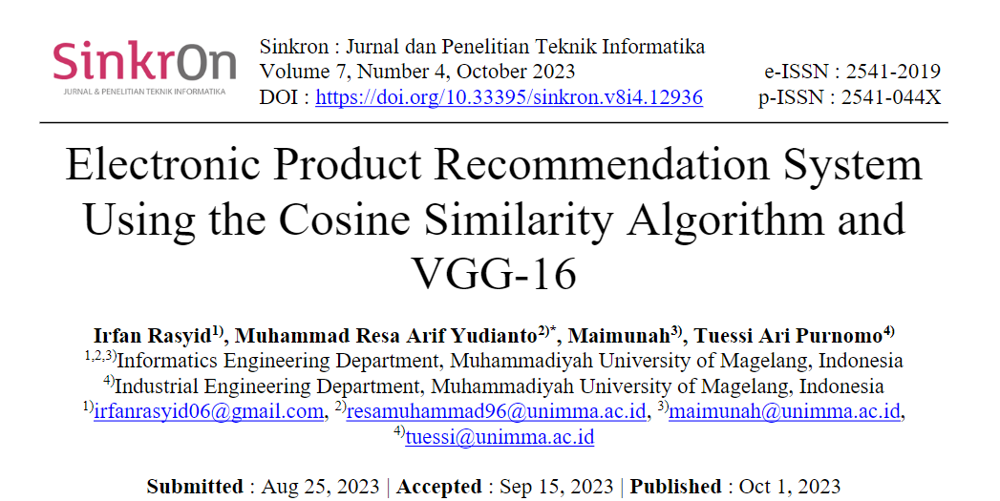 SinkrOn
JURNAL & PENELITIAN TEKNIK INFORMATIKA
Sinkron : Jurnal dan Penelitian Teknik Informatika
Volume 7, Number 4, October 2023
e-ISSN : 2541-2019
DOI : https://doi.org/10.33395/sinkron.v8i4.12936
p-ISSN : 2541-044X
Electronic Product Recommendation System
Using the Cosine Similarity Algorithm and
VGG-16
Irfan Rasyid1), Muhammad Resa Arif Yudianto2)*, Maimunah3), Tuessi Ari Purnomo4)
1,2,3)Informatics Engineering Department, Muhammadiyah University of Magelang, Indonesia
4)Industrial Engineering Department, Muhammadiyah University of Magelang, Indonesia
1)irfanrasyid06@gmail.com, 2)resamuhammad96@unimma.ac.id, 3)maimunah@unimma.ac.id,
4)tuessi@unimma.ac.id
Submitted : Aug 25, 2023 | Accepted : Sep 15, 2023 | Published : Oct 1, 2023